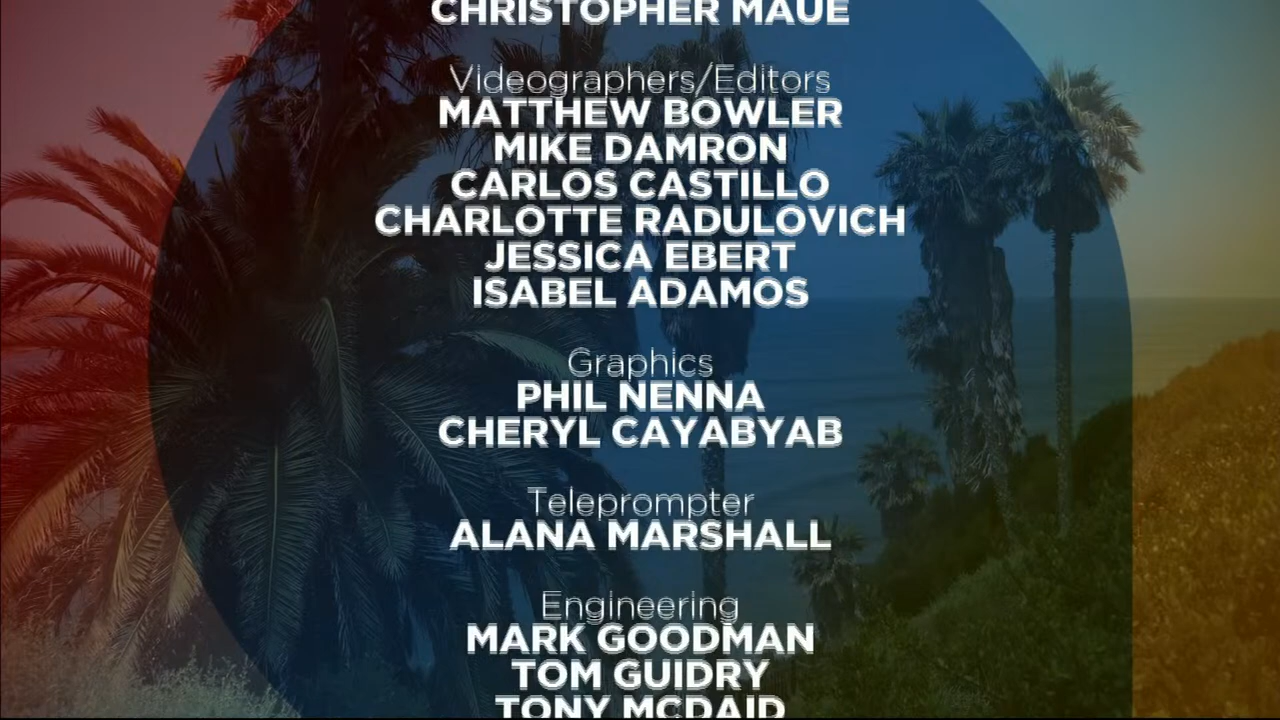 CHRISTOPHER MAUE
Videographers/Editors
MATTHEW BOWLER
MIKE DAMRON
CARLOS CASTILLO
CHARLOTTE RADULOVICH
JESSICA EBERT
ISABEL ADAMOS
Graphics
PHIL NENNA
CHERYL CAYABYAB
Teleprompter
ALANA MARSHALL
Engineering
MARK GOODMAN
TOM GUIDRY
TONY MCDAID